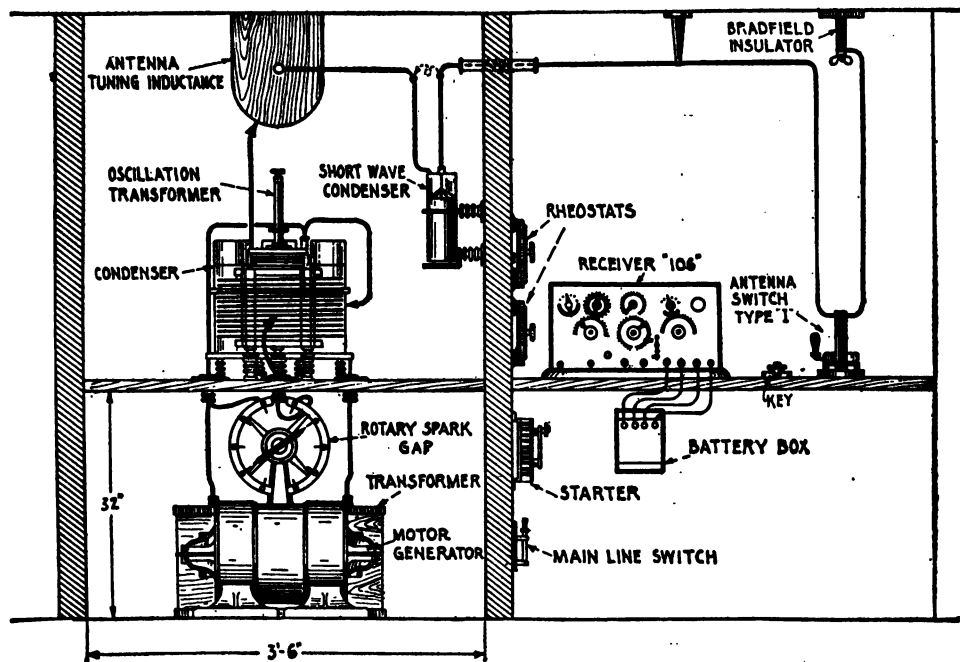 ANTENNA
TUNING INDUCTANCE
BRADFIELD
INSULATOR
OSCILLATION
TRANSFORMER
SHORT WAVE
CONDENSER
RHEOSTATS
CONDENSER
RECEIVER "106"
ANTENNA
SWITCH
TYPE "I"
KEY
ROTARY SPARK
GAP
BATTERY BOX
TRANSFORMER
STARTER
32"
MOTOR
GENERATOR
MAIN LINE SWITCH
3'-6"